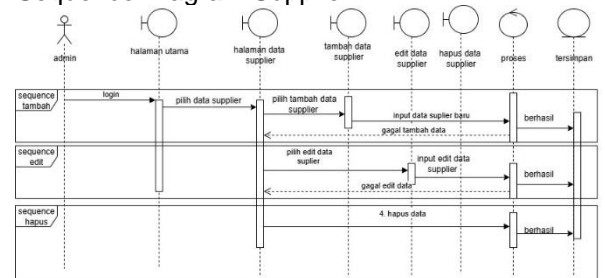 admin
halaman utama
halaman data
supplier
tambah data
supplier
edit data
supplier
hapus data
supplier
proses
tersimpan
sequence
tambah
login
pilih data supplier
pilih tambah data
supplier
input data suplier baru
berhasil
gagal tambah data
sequence
edit
pilih edit data
suplier
input edit data
supplier
berhasil
gagal edit data
sequence
hapus
4. hapus data
berhasil